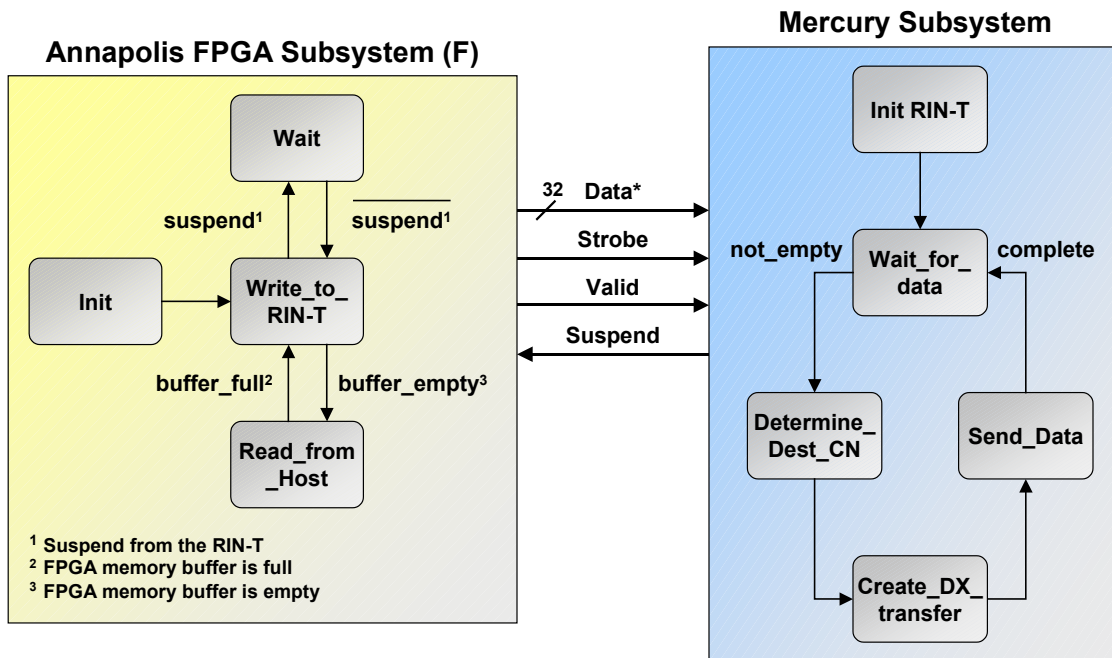 Mercury Subsystem
Annapolis FPGA Subsystem (F)
Wait
suspend¹
suspend¹
Init
Write_to_
RIN-T
buffer_full²
buffer_empty³
Read_from
_Host
¹ Suspend from the RIN-T
² FPGA memory buffer is full
³ FPGA memory buffer is empty
32
Data*
Strobe
Valid
Suspend
Init RIN-T
not_empty
Wait_for_
data
complete
Determine_
Dest_CN
Send_Data
Create_DX_
transfer